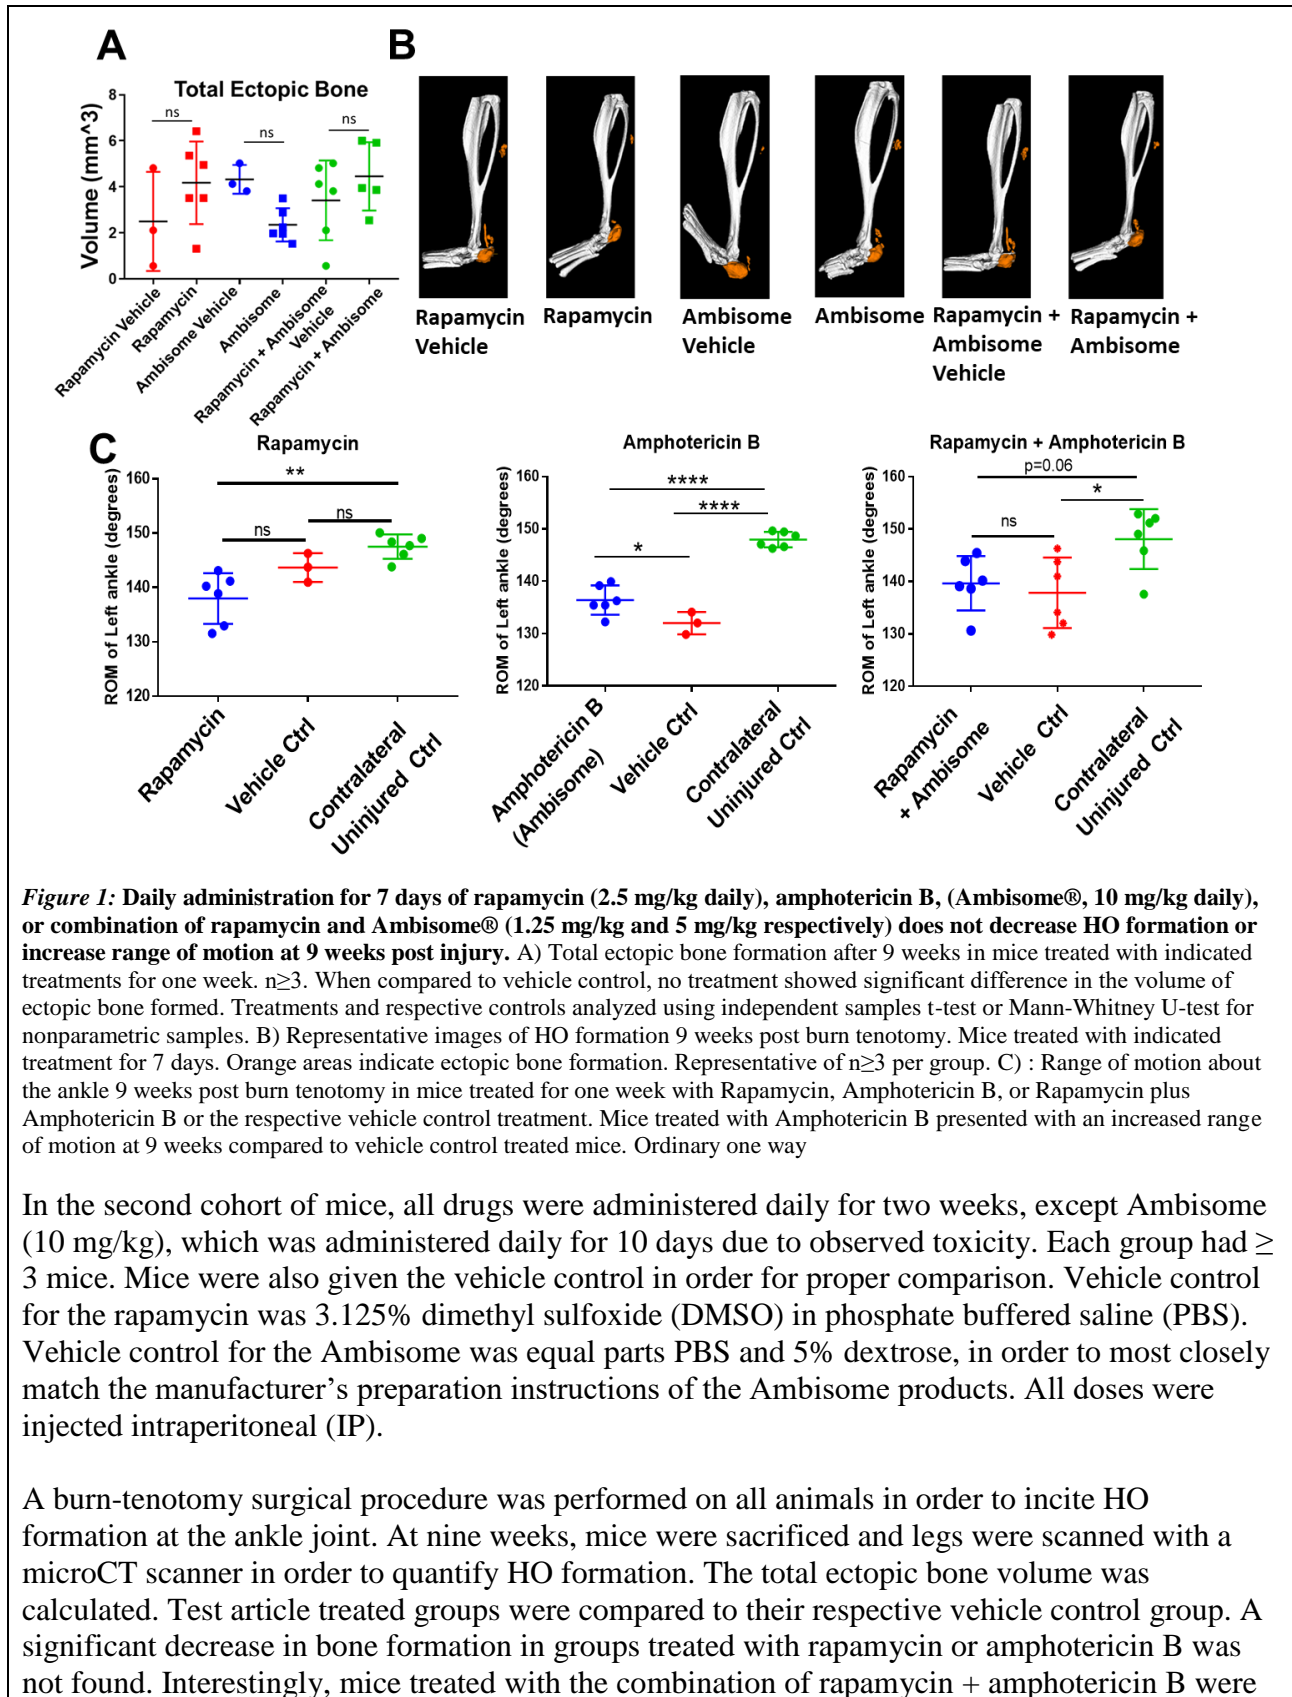 A
B
Total Ectopic Bone
Volume (mm^3)
8
6
4
2
0
ns
ns
ns
Rapamycin Vehicle
Rapamycin
Ambisome Vehicle
Ambisome
Rapamycin + Ambisome
Vehicle
Rapamycin + Ambisome
Rapamycin
Vehicle
Rapamycin
Ambisome
Vehicle
Ambisome
Rapamycin +
Ambisome
Vehicle
Rapamycin +
Ambisome
C
Rapamycin
ROM of Left ankle (degrees)
160
150
140
130
120
**
ns
ns
Rapamycin
Vehicle Ctrl
Contralateral
Uninjured Ctrl
Amphotericin B
ROM of Left ankle (degrees)
160
150
140
130
120
****
****
*
Amphotericin B
(Ambisome)
Vehicle Ctrl
Contralateral
Uninjured Ctrl
Rapamycin + Amphotericin B
ROM of Left ankle (degrees)
160
150
140
130
120
p=0.06
*
ns
Rapamycin
+ Ambisome
Vehicle Ctrl
Contralateral
Uninjured Ctrl
Figure 1: Daily administration for 7 days of rapamycin (2.5 mg/kg daily), amphotericin B, (Ambisome®, 10 mg/kg daily),
or combination of rapamycin and Ambisome® (1.25 mg/kg and 5 mg/kg respectively) does not decrease HO formation or
increase range of motion at 9 weeks post injury. A) Total ectopic bone formation after 9 weeks in mice treated with indicated
treatments for one week. n≥3. When compared to vehicle control, no treatment showed significant difference in the volume of
ectopic bone formed. Treatments and respective controls analyzed using independent samples t-test or Mann-Whitney U-test for
nonparametric samples. B) Representative images of HO formation 9 weeks post burn tenotomy. Mice treated with indicated
treatment for 7 days. Orange areas indicate ectopic bone formation. Representative of n≥3 per group. C) : Range of motion about
the ankle 9 weeks post burn tenotomy in mice treated for one week with Rapamycin, Amphotericin B, or Rapamycin plus
Amphotericin B or the respective vehicle control treatment. Mice treated with Amphotericin B presented with an increased range
of motion at 9 weeks compared to vehicle control treated mice. Ordinary one way
In the second cohort of mice, all drugs were administered daily for two weeks, except Ambisome
(10 mg/kg), which was administered daily for 10 days due to observed toxicity. Each group had ≥
3 mice. Mice were also given the vehicle control in order for proper comparison. Vehicle control
for the rapamycin was 3.125% dimethyl sulfoxide (DMSO) in phosphate buffered saline (PBS).
Vehicle control for the Ambisome was equal parts PBS and 5% dextrose, in order to most closely
match the manufacturer’s preparation instructions of the Ambisome products. All doses were
injected intraperitoneal (IP).
A burn-tenotomy surgical procedure was performed on all animals in order to incite HO
formation at the ankle joint. At nine weeks, mice were sacrificed and legs were scanned with a
microCT scanner in order to quantify HO formation. The total ectopic bone volume was
calculated. Test article treated groups were compared to their respective vehicle control group. A
significant decrease in bone formation in groups treated with rapamycin or amphotericin B was
not found. Interestingly, mice treated with the combination of rapamycin + amphotericin B were